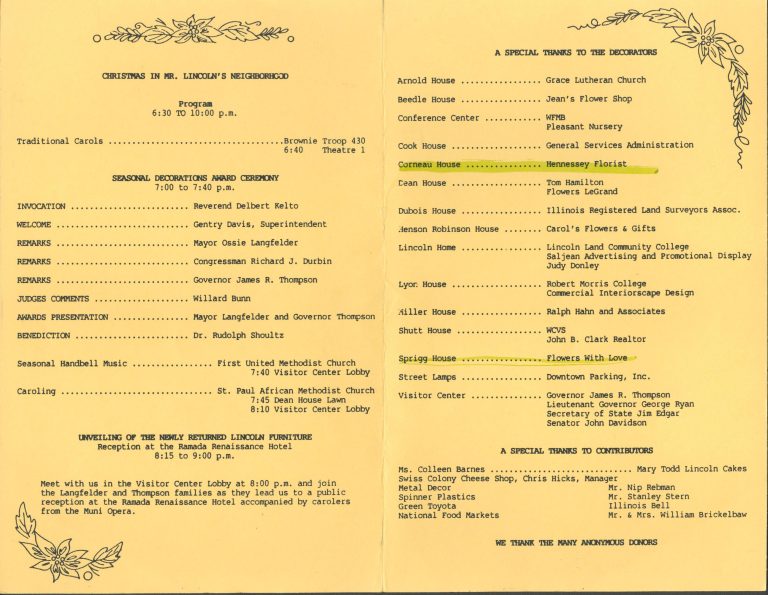 CHRISTMAS IN MR. LINCOLN'S NEIGHBORHOOD
Program
6:30 TO 10:00 p.m.
Traditional Carols ........................................Brownie Troop 430
6:40 Theatre 1
SEASONAL DECORATIONS AWARD CEREMONY
7:00 to 7:40 p.m.
INVOCATION ........................... Reverend Delbert Kelto
WELCOME .............................. Gentry Davis, Superintendent
REMARKS .............................. Mayor Ossie Langfelder
REMARKS .............................. Congressman Richard J. Durbin
REMARKS .............................. Governor James R. Thompson
JUDGES COMMENTS ..................... Willard Bunn
AWARDS PRESENTATION ................. Mayor Langfelder and Governor Thompson
BENEDICTION .......................... Dr. Rudolph Shoultz
Seasonal Handbell Music .................... First United Methodist Church
7:40 Visitor Center Lobby
Caroling ................................... St. Paul African Methodist Church
7:45 Dean House Lawn
8:10 Visitor Center Lobby
UNVEILING OF THE NEWLY RETURNED LINCOLN FURNITURE
Reception at the Ramada Renaissance Hotel
8:15 to 9:00 p.m.
Meet with us in the Visitor Center Lobby at 8:00 p.m. and join
the Langfelder and Thompson families as they lead us to a public
reception at the Ramada Renaissance Hotel accompanied by carolers
from the Muni Opera.
A SPECIAL THANKS TO THE DECORATORS
Arnold House ................. Grace Lutheran Church
Beedle House ................. Jean's Flower Shop
Conference Center ............ WFMB
Pleasant Nursery
Cook House ................... General Services Administration
Corneau House ................ Hennessey Florist
Dean House ................... Tom Hamilton
Flowers LeGrand
Dubois House ................. Illinois Registered Land Surveyors Assoc.
Henson Robinson House ........ Carol's Flowers & Gifts
Lincoln Home ................. Lincoln Land Community College
Saljean Advertising and Promotional Display
Judy Donley
Lyon House ................... Robert Morris College
Commercial Interiorscape Design
Miller House ................. Ralph Hahn and Associates
Shutt House .................. WCVS
John B. Clark Realtor
Sprigg House ................. Flowers With Love
Street Lamps ................. Downtown Parking, Inc.
Visitor Center ............... Governor James R. Thompson
Lieutenant Governor George Ryan
Secretary of State Jim Edgar
Senator John Davidson
A SPECIAL THANKS TO CONTRIBUTORS
Ms. Colleen Barnes ............................ Mary Todd Lincoln Cakes
Swiss Colony Cheese Shop, Chris Hicks, Manager
Metal Decor Mr. Nip Rebman
Spinner Plastics Mr. Stanley Stern
Green Toyota Illinois Bell
National Food Markets Mr. & Mrs. William Brickelbaw
WE THANK THE MANY ANONYMOUS DONORS